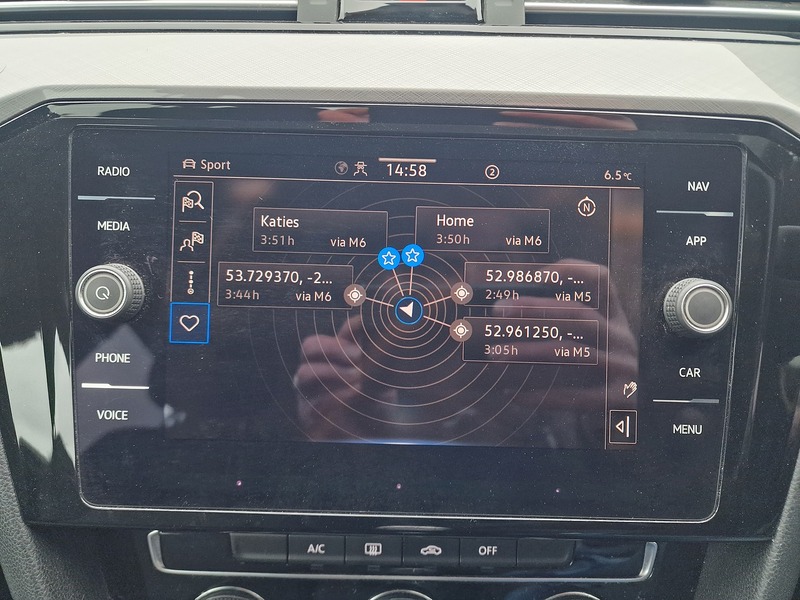 RADIO
MEDIA
PHONE
VOICE
Sport
14:58
2
6.5°C
N
Katies
3:51h via M6
Home
3:50h via M6
53.729370, -2...
3:44h via M6
52.986870, -...
2:49h via M5
52.961250, -...
3:05h via M5
NAV
APP
CAR
MENU
A/C
OFF